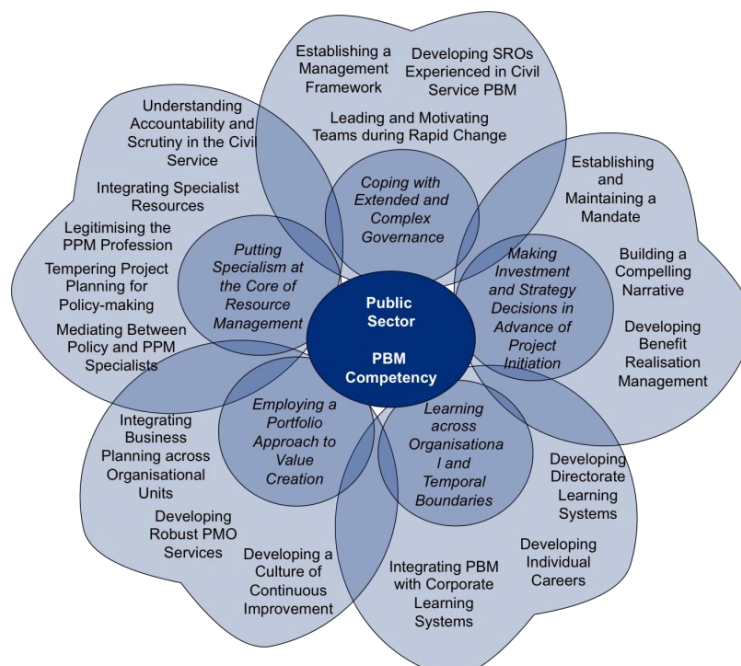 Establishing a
Management
Framework
Developing SROs
Experienced in Civil
Service PBM
Leading and Motivating
Teams during Rapid Change
Coping with
Extended and
Complex
Governance
Understanding
Accountability and
Scrutiny in the Civil
Service
Integrating Specialist
Resources
Legitimising the
PPM Profession
Tempering Project
Planning for
Policy-making
Mediating Between
Policy and PPM
Specialists
Putting
Specialism at
the Core of
Resource
Management
Establishing
and
Maintaining a
Mandate
Building a
Compelling
Narrative
Developing
Benefit
Realisation
Management
Making
Investment
and Strategy
Decisions in
Advance of
Project
Initiation
Public
Sector
PBM
Competency
Employing a
Portfolio
Approach to
Value
Creation
Integrating
Business
Planning across
Organisational
Units
Developing
Robust PMO
Services
Developing a
Culture of
Continuous
Improvement
Learning
across
Organisationa
l and
Temporal
Boundaries
Developing
Directorate
Learning
Systems
Developing
Individual
Careers
Integrating PBM
with Corporate
Learning
Systems